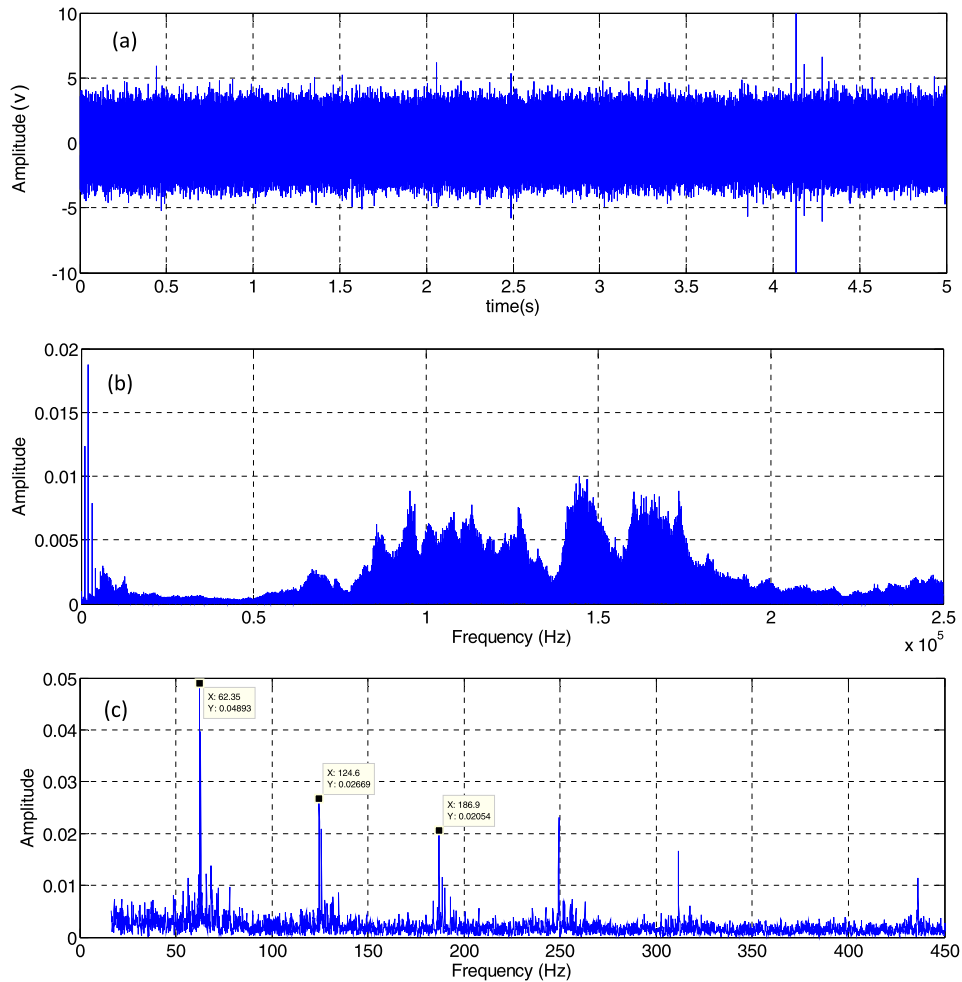 (a)
10
5
0
-5
-10
Amplitude (v)
0 0.5 1 1.5 2 2.5 3 3.5 4 4.5 5
time(s)
(b)
0.02
0.015
0.01
0.005
0
Amplitude
0 0.5 1 1.5 2 2.5
Frequency (Hz)
x 10^5
(c)
0.05
0.04
0.03
0.02
0.01
0
Amplitude
X: 62.35
Y: 0.04893
X: 124.6
Y: 0.02669
X: 186.9
Y: 0.02054
0 50 100 150 200 250 300 350 400 450
Frequency (Hz)